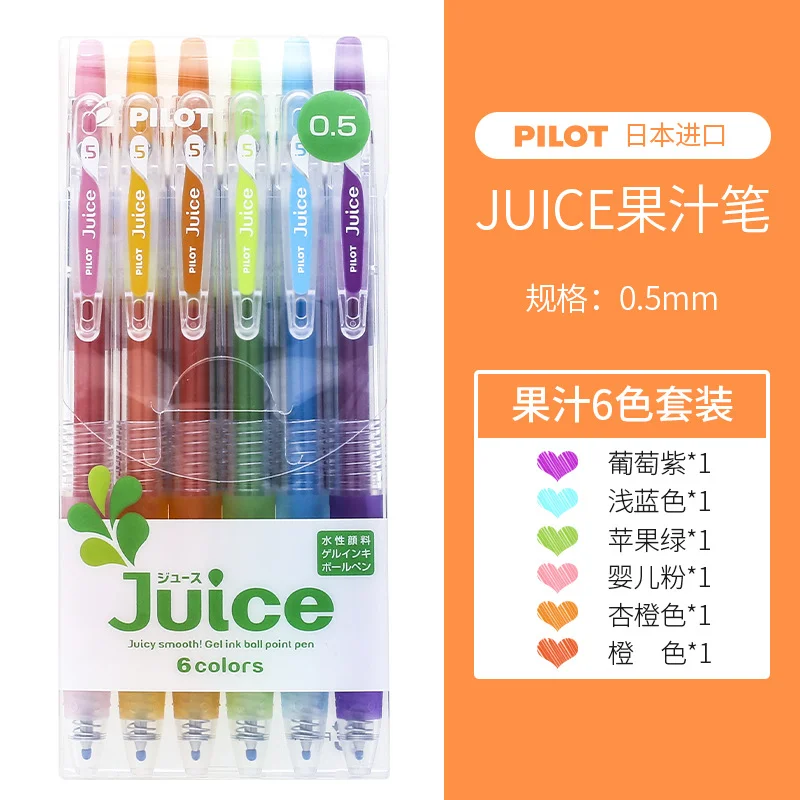 PILOT
0.5
.5 .5 .5 .5 .5 .5
PILOT Juice
PILOT Juice
PILOT Juice
PILOT Juice
PILOT Juice
PILOT Juice
水性顔料
ゲルインキ
ボールペン
ジュース
Juice
Juicy smooth! Gel ink ball point pen
6 colors
PILOT 日本进口
JUICE果汁笔
规格：0.5mm
果汁6色套装
葡萄紫*1
浅蓝色*1
苹果绿*1
婴儿粉*1
杏橙色*1
橙 色*1